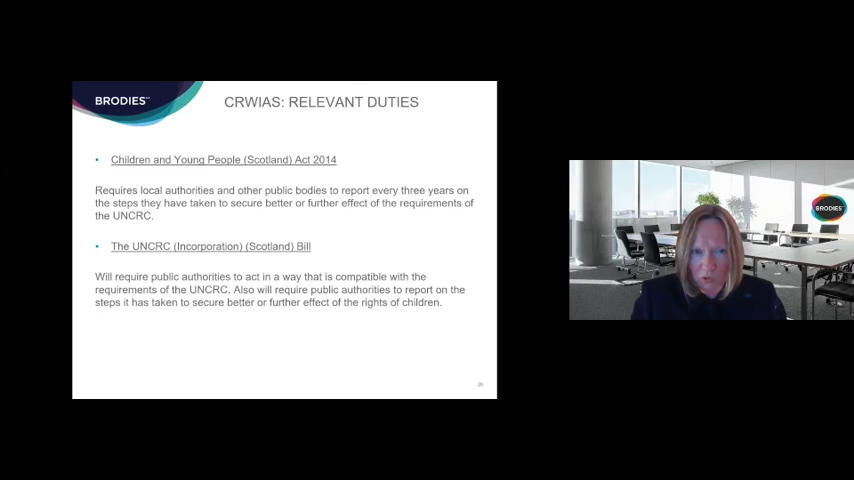 BRODIES LLP
CRWIAS: RELEVANT DUTIES
• Children and Young People (Scotland) Act 2014
Requires local authorities and other public bodies to report every three years on
the steps they have taken to secure better or further effect of the requirements of
the UNCRC.
• The UNCRC (Incorporation) (Scotland) Bill
Will require public authorities to act in a way that is compatible with the
requirements of the UNCRC. Also will require public authorities to report on the
steps it has taken to secure better or further effect of the rights of children.
BRODIES